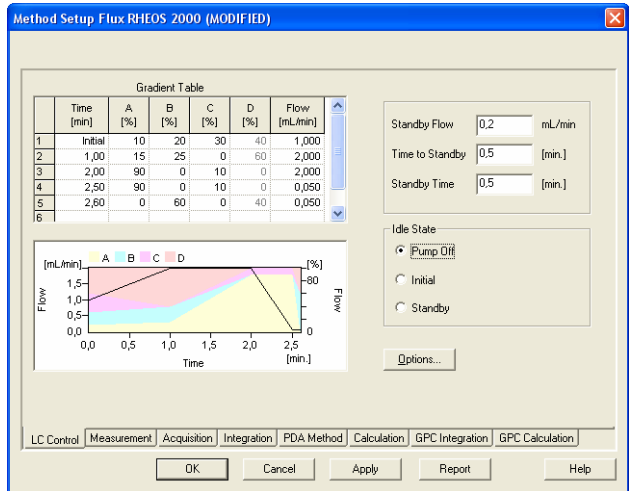 Method Setup Flux RHEOS 2000 (MODIFIED)
Gradient Table
Time [min] A [%] B [%] C [%] D [%] Flow [mL/min]
1 Initial 10 20 30 40 1,000
2 1,00 15 25 0 60 2,000
3 2,00 90 0 10 0 2,000
4 2,50 90 0 10 0 0,050
5 2,60 0 60 0 40 0,050
6
Standby Flow 0,2 mL/min
Time to Standby 0,5 [min.]
Standby Time 0,5 [min.]
Idle State
Pump Off
Initial
Standby
Options...
[mL/min] A B C D [%]
1,5 80
1,0
0,5
0,0 0
Flow
Flow
0,0 0,5 1,0 1,5 2,0 2,5
Time [min.]
LC Control Measurement Acquisition Integration PDA Method Calculation GPC Integration GPC Calculation
OK Cancel Apply Report Help